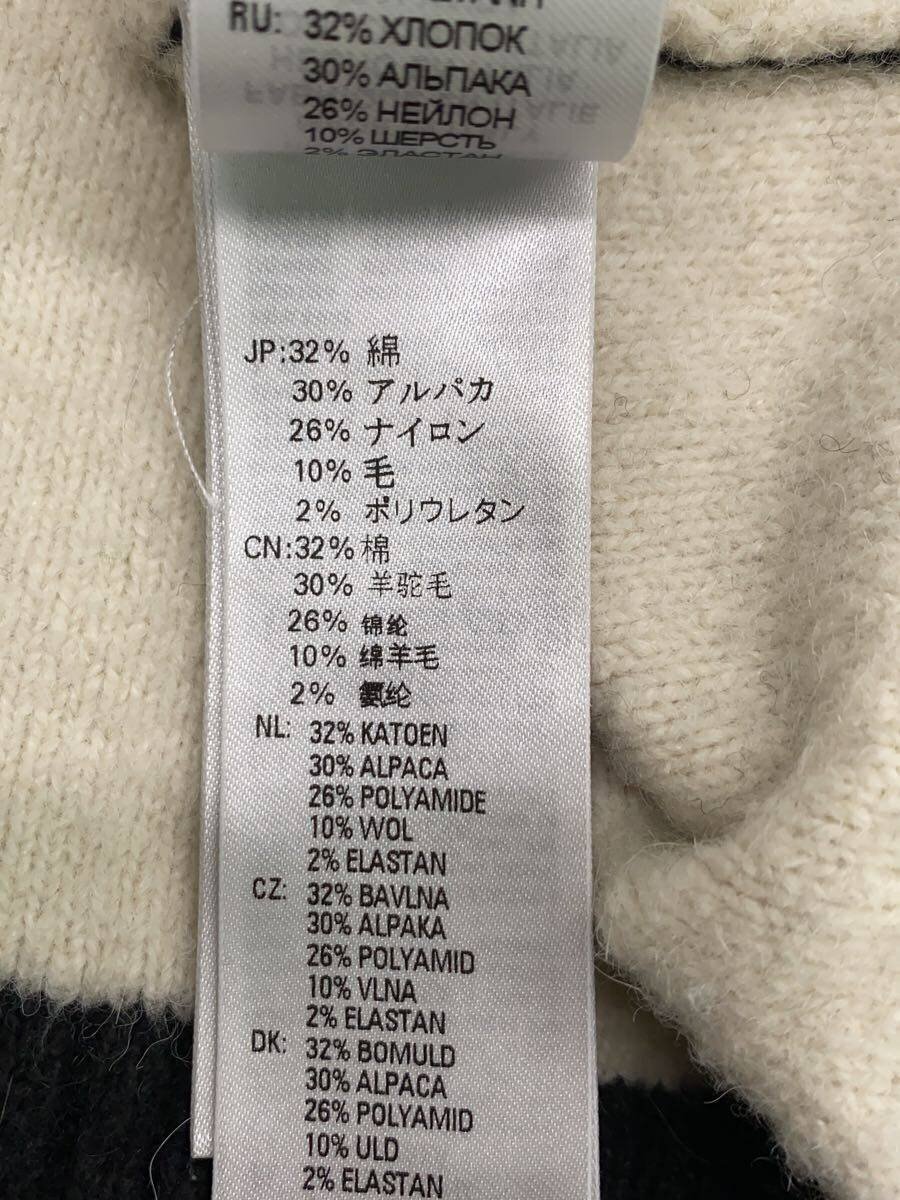 RU: 32% ХЛОПОК
30% АЛЬПАКА
26% НЕЙЛОН
10% ШЕРСТЬ
2% ЭЛАСТАН
JP:32% 綿
30% アルパカ
26% ナイロン
10% 毛
2% ポリウレタン
CN:32% 棉
30% 羊驼毛
26% 锦纶
10% 绵羊毛
2% 氨纶
NL: 32% KATOEN
30% ALPACA
26% POLYAMIDE
10% WOL
2% ELASTAN
CZ: 32% BAVLNA
30% ALPAKA
26% POLYAMID
10% VLNA
2% ELASTAN
DK: 32% BOMULD
30% ALPACA
26% POLYAMID
10% ULD
2% ELASTAN